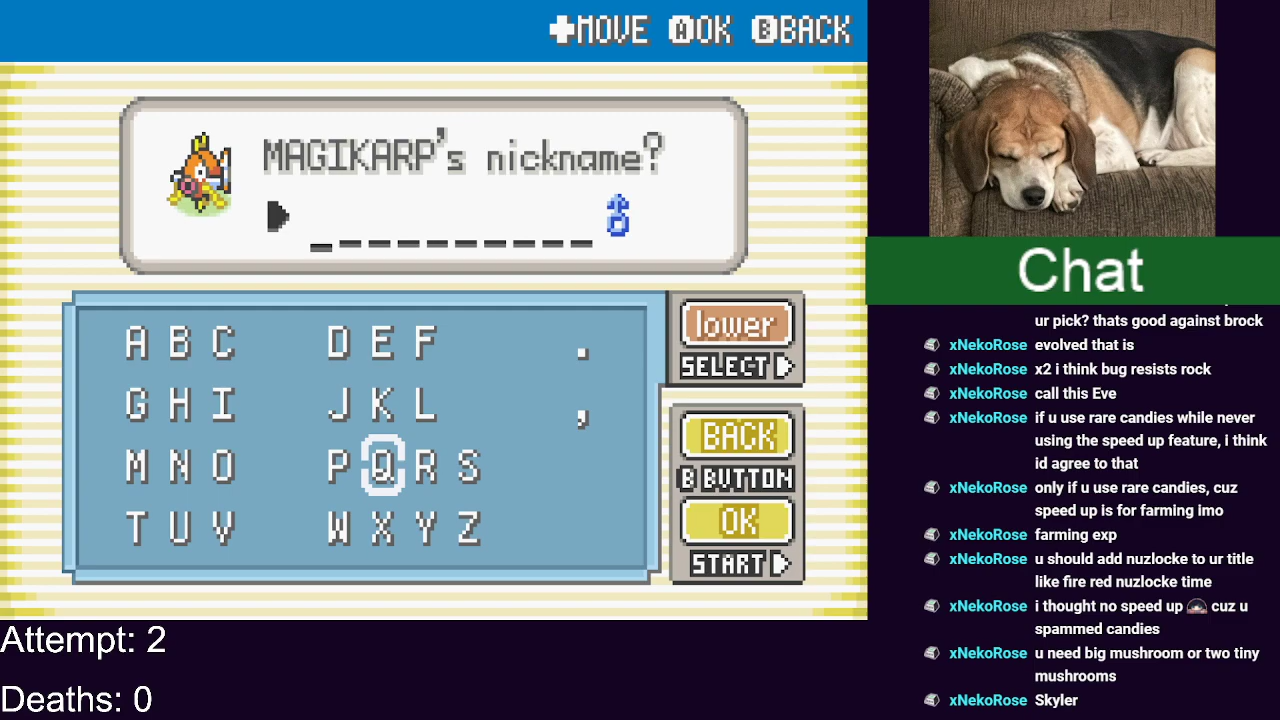 MOVE A OK B BACK
MAGIKARP's nickname?
A B C D E F .
G H I J K L ,
M N O P Q R S
T U V W X Y Z
lower
SELECT
BACK
B BUTTON
OK
START
Attempt: 2
Deaths: 0
Chat
ur pick? thats good against brock
xNekoRose evolved that is
xNekoRose x2 i think bug resists rock
xNekoRose call this Eve
xNekoRose if u use rare candies while never
using the speed up feature, i think
id agree to that
xNekoRose only if u use rare candies, cuz
speed up is for farming imo
xNekoRose farming exp
xNekoRose u should add nuzlocke to ur title
like fire red nuzlocke time
xNekoRose i thought no speed up cuz u
spammed candies
xNekoRose u need big mushroom or two tiny
mushrooms
xNekoRose Skyler